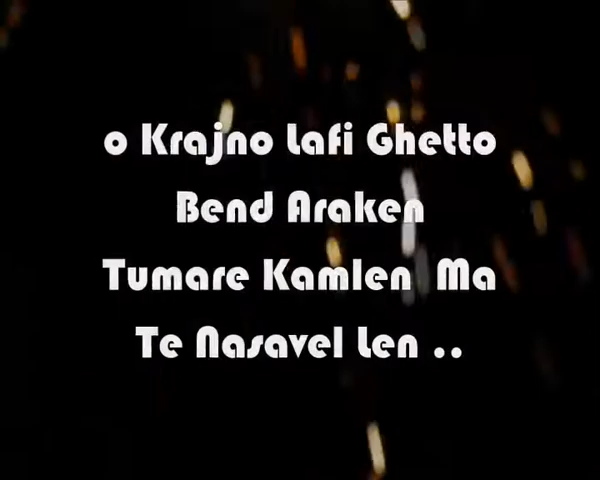 o Krajno Lafi Ghetto
Bend Araken
Tumare Kamlen Ma
Te Nasavel Len ..